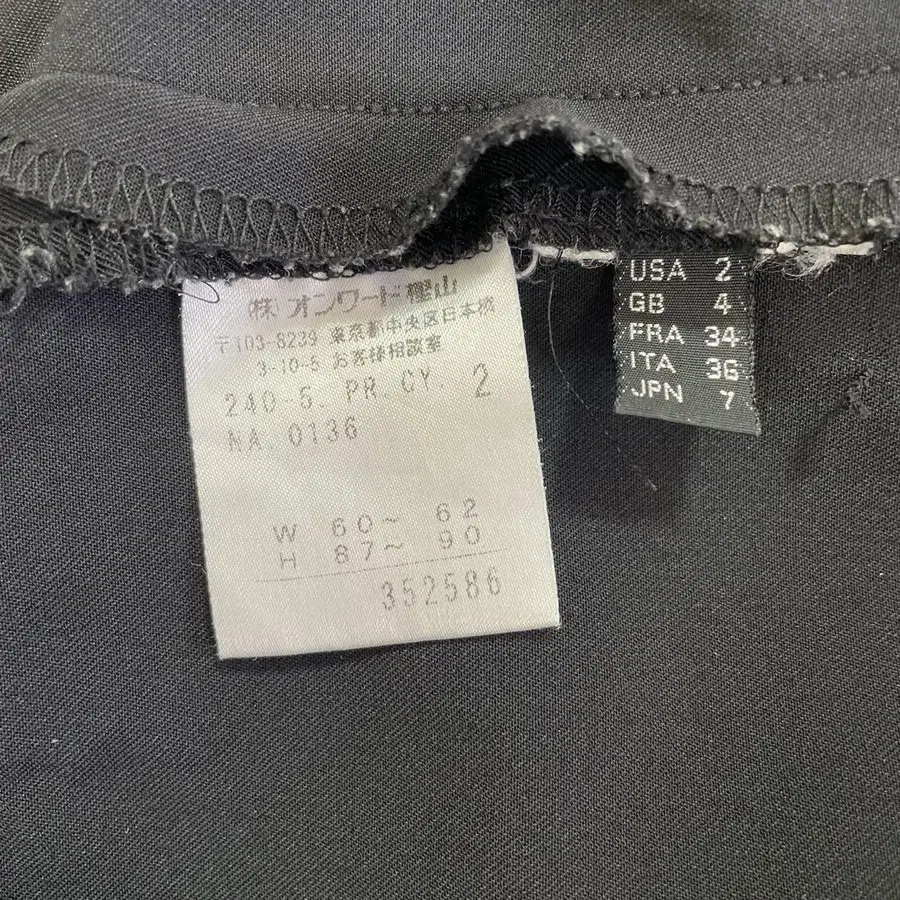 (株)オンワード樫山
〒103-8239 東京都中央区日本橋
3-10-5 お客様相談室
240 5 PR CY. 2
NA 0136
W 60~ 62
H 87~ 90
352586
USA 2
GB 4
FRA 34
ITA 36
JPN 7